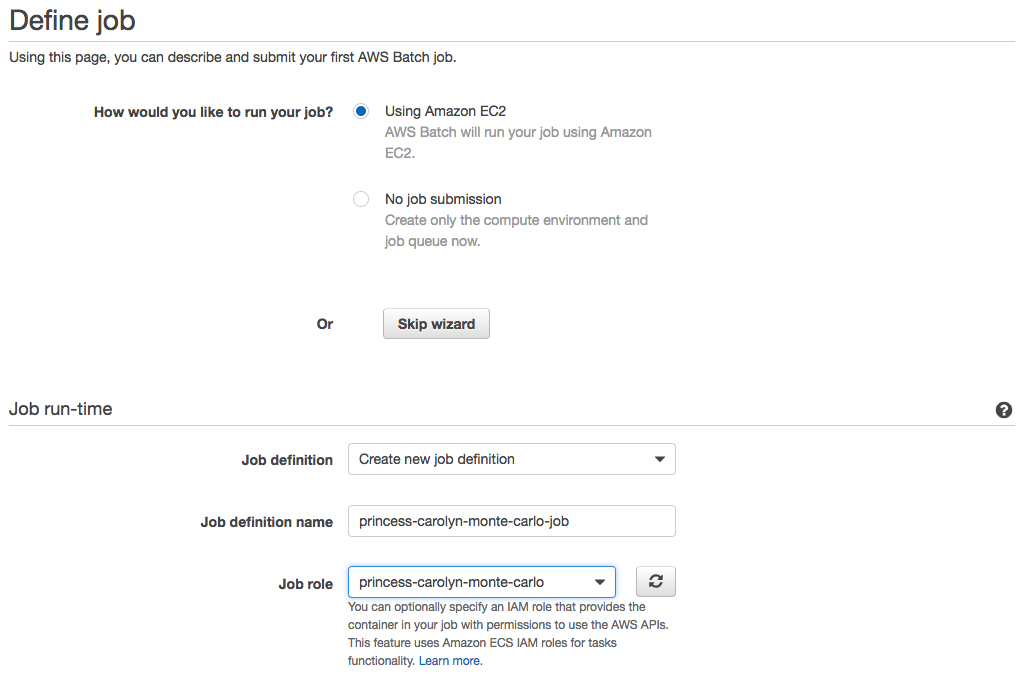 Define job
Using this page, you can describe and submit your first AWS Batch job.
How would you like to run your job?
Using Amazon EC2
AWS Batch will run your job using Amazon
EC2.
No job submission
Create only the compute environment and
job queue now.
Or
Skip wizard
Job run-time
?
Job definition
Create new job definition
Job definition name
princess-carolyn-monte-carlo-job
Job role
princess-carolyn-monte-carlo
You can optionally specify an IAM role that provides the
container in your job with permissions to use the AWS APIs.
This feature uses Amazon ECS IAM roles for tasks
functionality. Learn more.